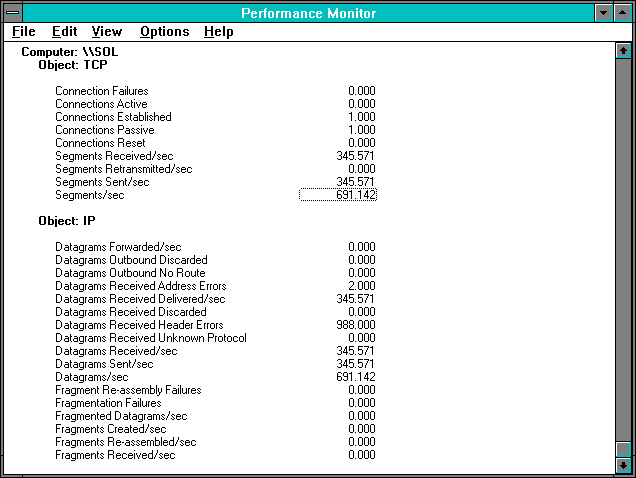 Performance Monitor
File Edit View Options Help
Computer: \\SOL
Object: TCP
Connection Failures 0.000
Connections Active 0.000
Connections Established 1.000
Connections Passive 1.000
Connections Reset 0.000
Segments Received/sec 345.571
Segments Retransmitted/sec 0.000
Segments Sent/sec 345.571
Segments/sec 691.142
Object: IP
Datagrams Forwarded/sec 0.000
Datagrams Outbound Discarded 0.000
Datagrams Outbound No Route 0.000
Datagrams Received Address Errors 2.000
Datagrams Received Delivered/sec 345.571
Datagrams Received Discarded 0.000
Datagrams Received Header Errors 988.000
Datagrams Received Unknown Protocol 0.000
Datagrams Received/sec 345.571
Datagrams Sent/sec 345.571
Datagrams/sec 691.142
Fragment Re-assembly Failures 0.000
Fragmentation Failures 0.000
Fragmented Datagrams/sec 0.000
Fragments Created/sec 0.000
Fragments Re-assembled/sec 0.000
Fragments Received/sec 0.000